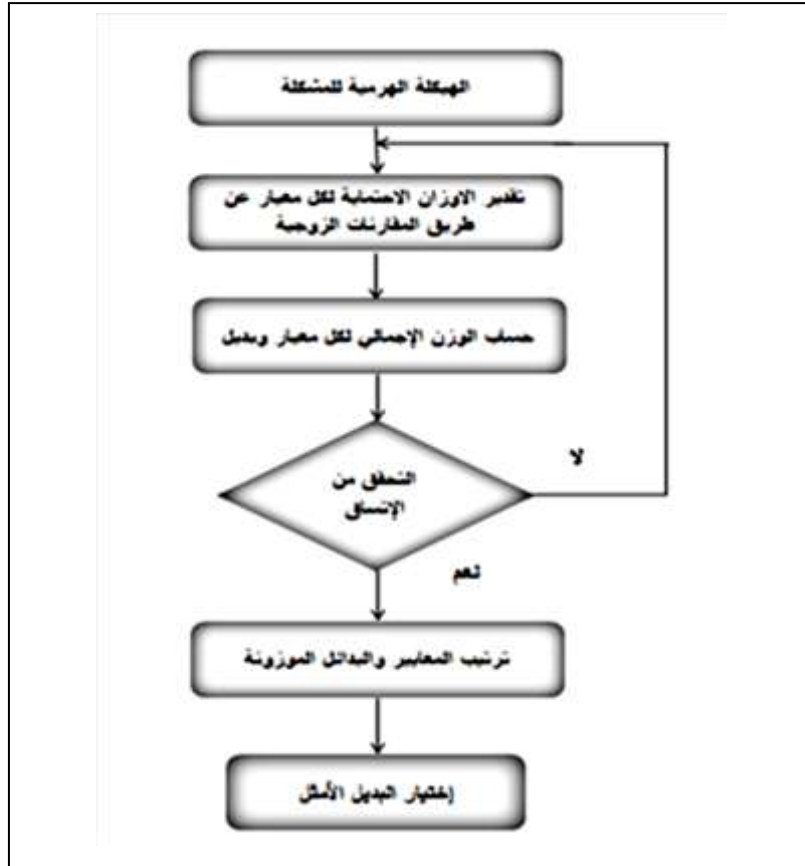 الهيكلة الهرمية للمشكلة
تقدير الاوزان الاحتماية لكل معيار عن
طريق المقارنات الزوجية
حساب الوزن الإجمالي لكل معيار وبديل
التحقق من
الإتساق
لا
نعم
ترتيب المعايير والبدائل الموزونة
إختيار البديل الأمثل